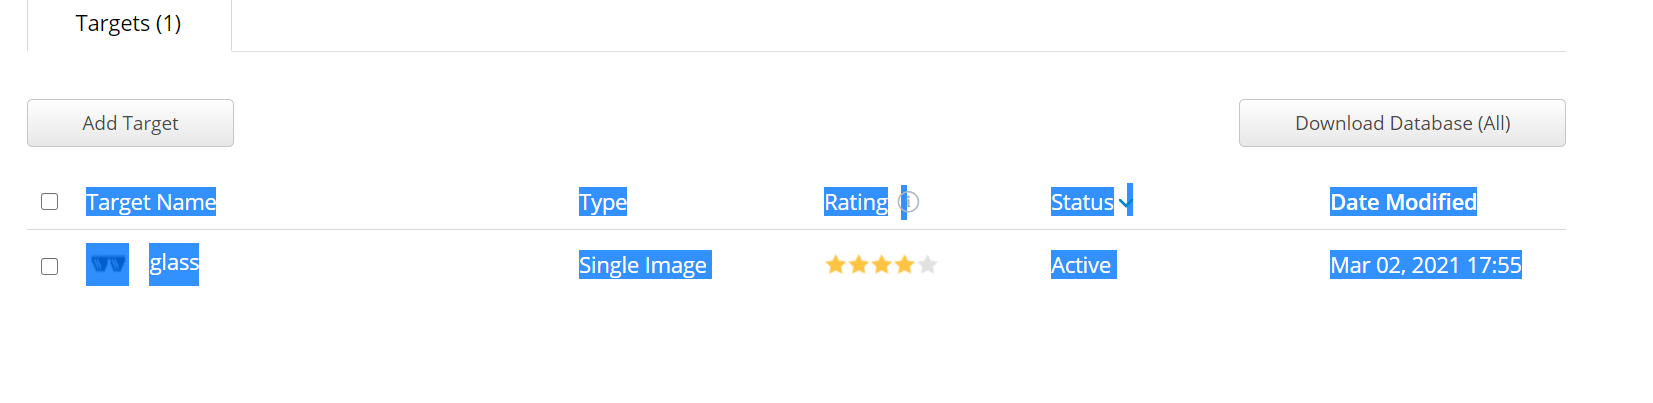 Targets (1)
Add Target
Download Database (All)
Target Name Type Rating Status Date Modified
glass Single Image Active Mar 02, 2021 17:55